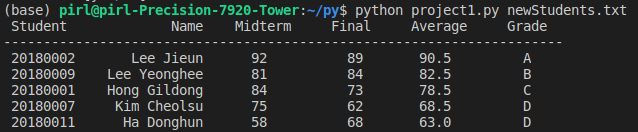 (base) pirl@pirl-Precision-7920-Tower:~/py$ python project1.py newStudents.txt
Student Name Midterm Final Average Grade
----------------------------------------------------------------------
20180002 Lee Jieun 92 89 90.5 A
20180009 Lee Yeonghee 81 84 82.5 B
20180001 Hong Gildong 84 73 78.5 C
20180007 Kim Cheolsu 75 62 68.5 D
20180011 Ha Donghun 58 68 63.0 D